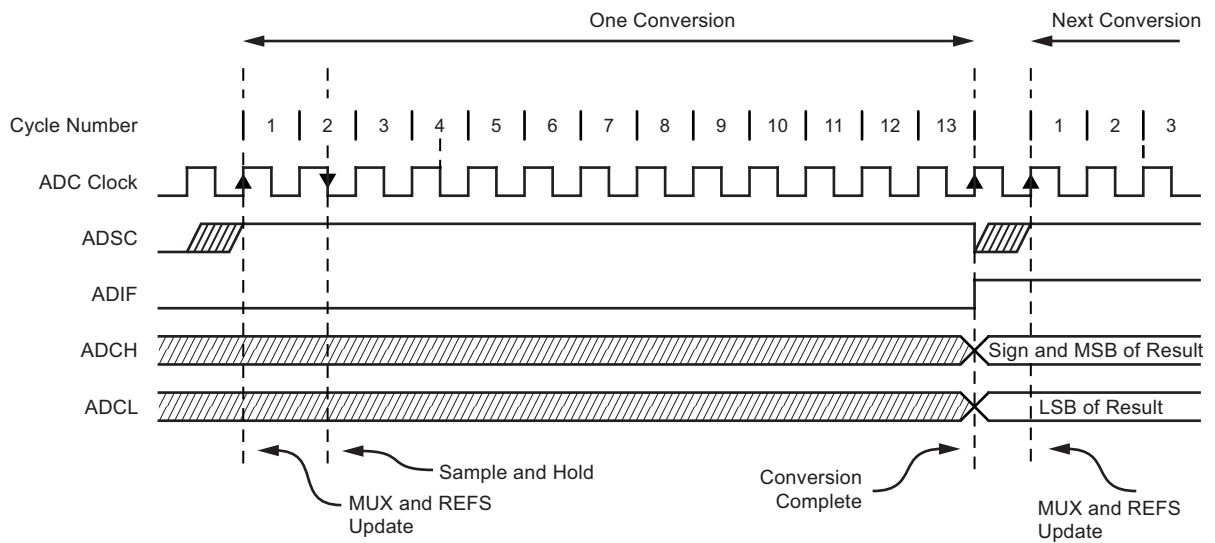 One Conversion
Next Conversion
Cycle Number
1 2 3 4 5 6 7 8 9 10 11 12 13 1 2 3
ADC Clock
ADSC
ADIF
ADCH
Sign and MSB of Result
ADCL
LSB of Result
Sample and Hold
MUX and REFS
Update
Conversion
Complete
MUX and REFS
Update